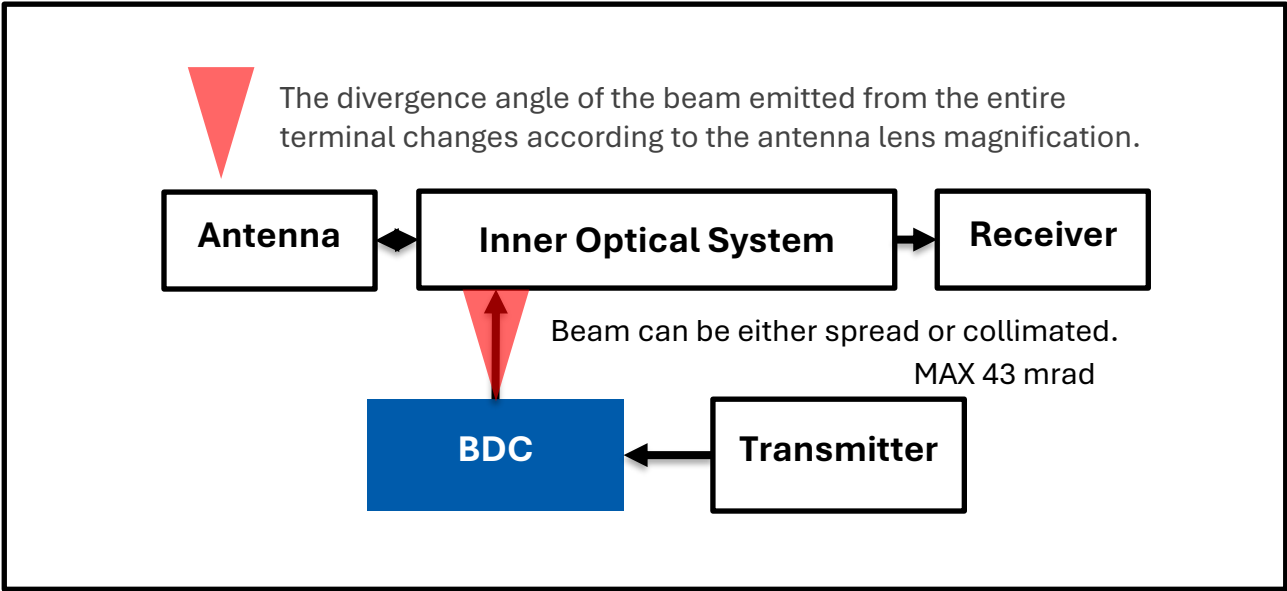 The divergence angle of the beam emitted from the entire
terminal changes according to the antenna lens magnification.
Antenna
Inner Optical System
Receiver
Beam can be either spread or collimated.
MAX 43 mrad
BDC
Transmitter